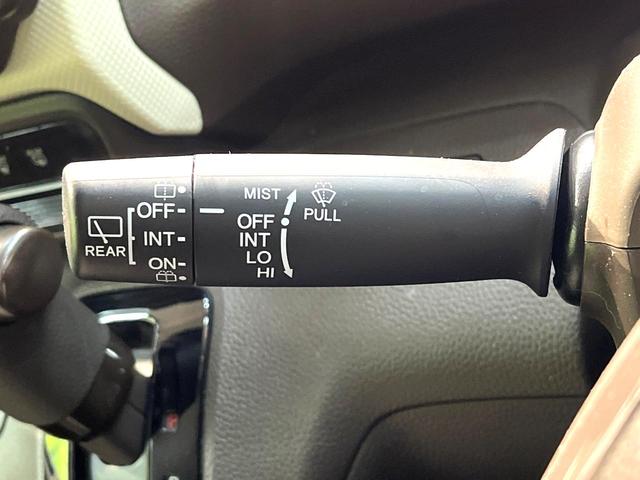 REAR
OFF
INT
ON
MIST
OFF
INT
LO
HI
PULL